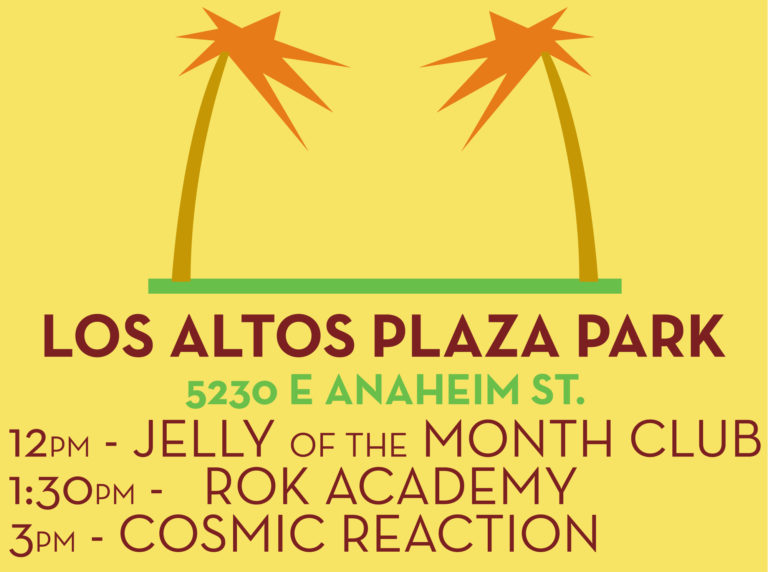 LOS ALTOS PLAZA PARK
5230 E ANAHEIM ST.
12PM - JELLY OF THE MONTH CLUB
1:30PM - ROK ACADEMY
3PM - COSMIC REACTION